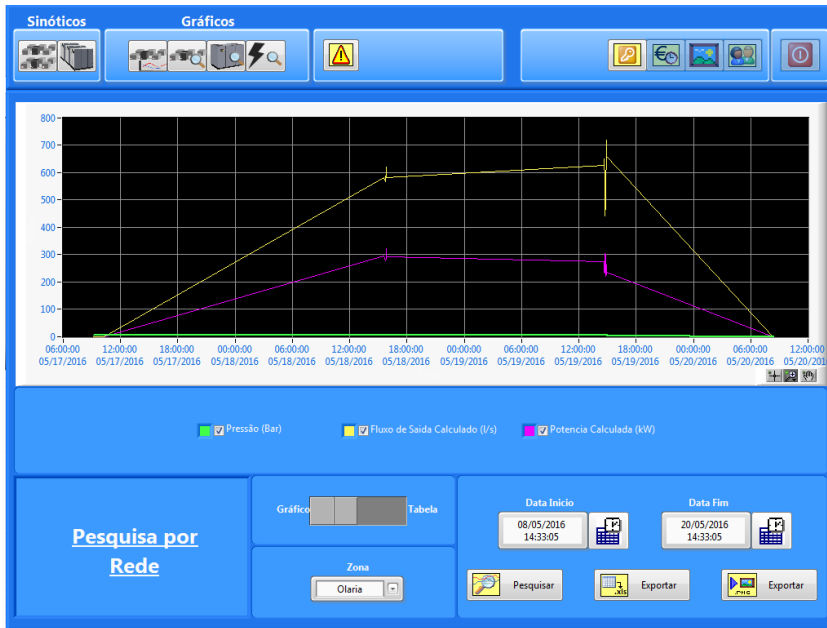 Sinóticos
Gráficos
800
700
600
500
400
300
200
100
0
06:00:00 12:00:00 18:00:00 00:00:00 06:00:00 12:00:00 18:00:00 00:00:00 06:00:00 12:00:00 18:00:00 00:00:00 06:00:00 12:00:00
05/17/2016 05/17/2016 05/17/2016 05/18/2016 05/18/2016 05/18/2016 05/18/2016 05/19/2016 05/19/2016 05/19/2016 05/19/2016 05/20/2016 05/20/2016 05/20/201
Pressão (Bar)
Fluxo de Saida Calculado (l/s)
Potencia Calculada (kW)
Pesquisa por
Rede
Gráfico
Tabela
Zona
Olaria
Data Inicio
08/05/2016
14:33:05
Data Fim
20/05/2016
14:33:05
Pesquisar
.xls
Exportar
Exportar